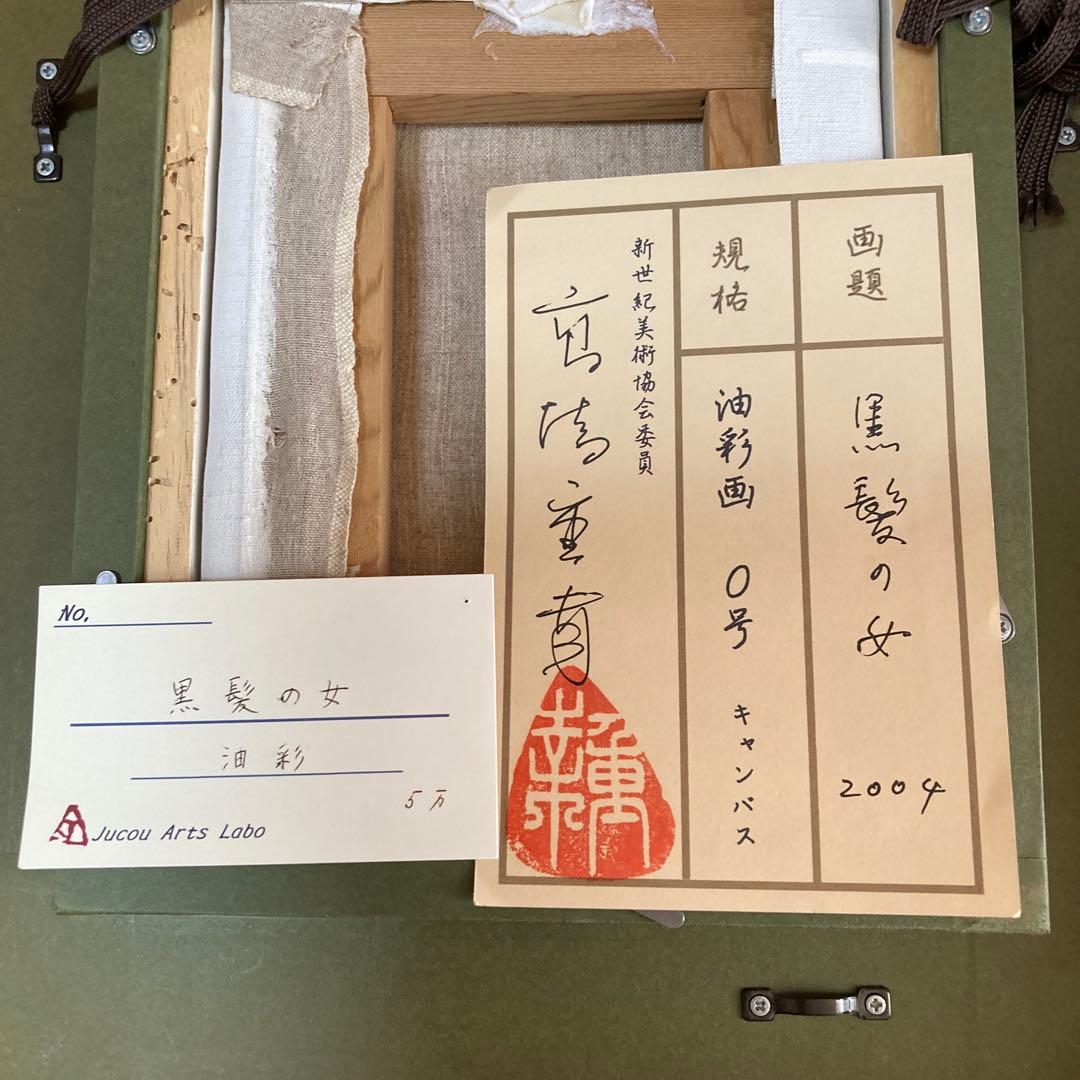 画題
黒髪の女
2004
規格
油彩画 0号 キャンバス
新世紀美術協会委員
No.
黒髪の女
油彩
5万
Jucou Arts Labo